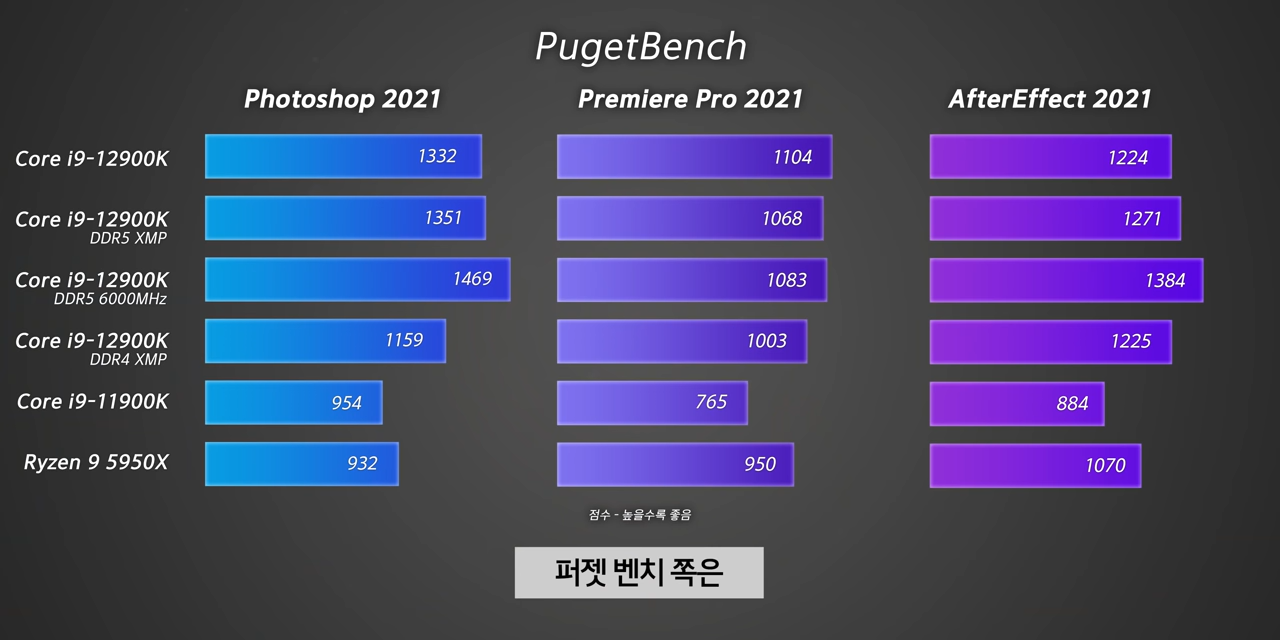 PugetBench
Photoshop 2021 Premiere Pro 2021 AfterEffect 2021
Core i9-12900K 1332 1104 1224
Core i9-12900K 1351 1068 1271
DDR5 XMP
Core i9-12900K 1469 1083 1384
DDR5 6000MHz
Core i9-12900K 1159 1003 1225
DDR4 XMP
Core i9-11900K 954 765 884
Ryzen 9 5950X 932 950 1070
점수 - 높을수록 좋음
퍼젯 벤치 쪽은